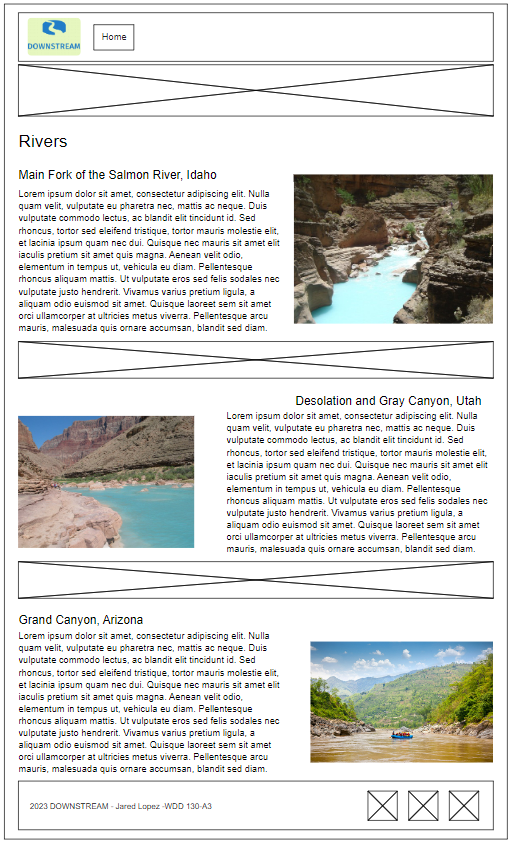 DOWNSTREAM
Home
Rivers
Main Fork of the Salmon River, Idaho
Lorem ipsum dolor sit amet, consectetur adipiscing elit. Nulla
quam velit, vulputate eu pharetra nec, mattis ac neque. Duis
vulputate commodo lectus, ac blandit elit tincidunt id. Sed
rhoncus, tortor sed eleifend tristique, tortor mauris molestie elit,
et lacinia ipsum quam nec dui. Quisque nec mauris sit amet elit
iaculis pretium sit amet quis magna. Aenean velit odio,
elementum in tempus ut, vehicula eu diam. Pellentesque
rhoncus aliquam mattis. Ut vulputate eros sed felis sodales nec
vulputate justo hendrerit. Vivamus varius pretium ligula, a
aliquam odio euismod sit amet. Quisque laoreet sem sit amet
orci ullamcorper at ultricies metus viverra. Pellentesque arcu
mauris, malesuada quis ornare accumsan, blandit sed diam.
Desolation and Gray Canyon, Utah
Lorem ipsum dolor sit amet, consectetur adipiscing elit. Nulla
quam velit, vulputate eu pharetra nec, mattis ac neque. Duis
vulputate commodo lectus, ac blandit elit tincidunt id. Sed
rhoncus, tortor sed eleifend tristique, tortor mauris molestie elit,
et lacinia ipsum quam nec dui. Quisque nec mauris sit amet elit
iaculis pretium sit amet quis magna. Aenean velit odio,
elementum in tempus ut, vehicula eu diam. Pellentesque
rhoncus aliquam mattis. Ut vulputate eros sed felis sodales nec
vulputate justo hendrerit. Vivamus varius pretium ligula, a
aliquam odio euismod sit amet. Quisque laoreet sem sit amet
orci ullamcorper at ultricies metus viverra. Pellentesque arcu
mauris, malesuada quis ornare accumsan, blandit sed diam.
Grand Canyon, Arizona
Lorem ipsum dolor sit amet, consectetur adipiscing elit. Nulla
quam velit, vulputate eu pharetra nec, mattis ac neque. Duis
vulputate commodo lectus, ac blandit elit tincidunt id. Sed
rhoncus, tortor sed eleifend tristique, tortor mauris molestie elit,
et lacinia ipsum quam nec dui. Quisque nec mauris sit amet elit
iaculis pretium sit amet quis magna. Aenean velit odio,
elementum in tempus ut, vehicula eu diam. Pellentesque
rhoncus aliquam mattis. Ut vulputate eros sed felis sodales nec
vulputate justo hendrerit. Vivamus varius pretium ligula, a
aliquam odio euismod sit amet. Quisque laoreet sem sit amet
orci ullamcorper at ultricies metus viverra. Pellentesque arcu
mauris, malesuada quis ornare accumsan, blandit sed diam.
2023 DOWNSTREAM - Jared Lopez -WDD 130-A3